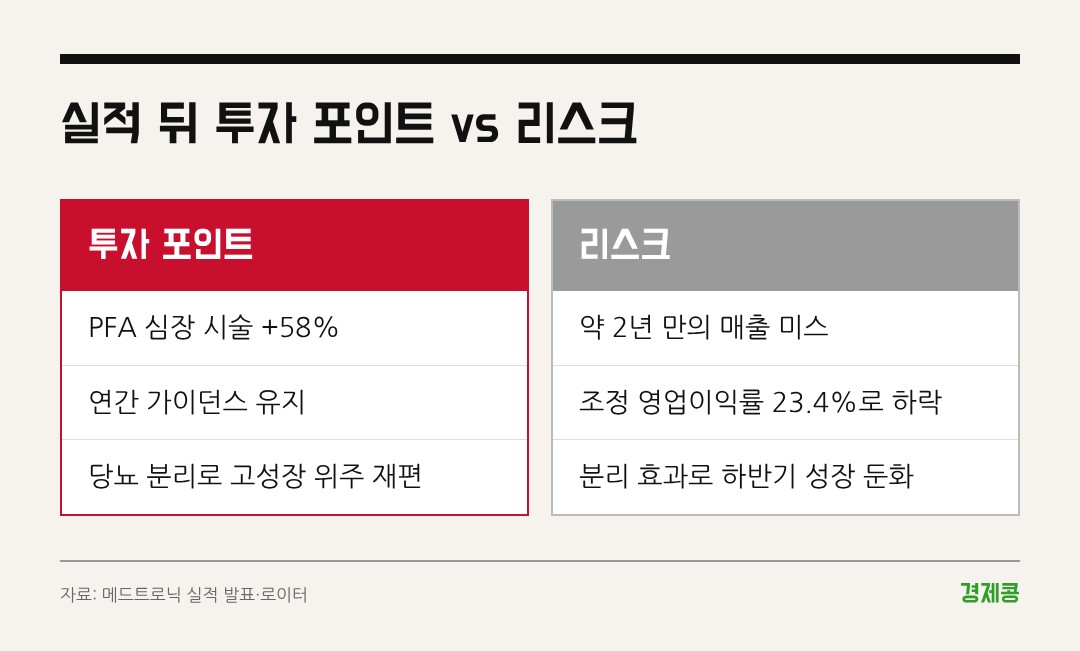 실적 뒤 투자 포인트 vs 리스크
투자 포인트
PFA 심장 시술 +58%
연간 가이던스 유지
당뇨 분리로 고성장 위주 재편
리스크
약 2년 만의 매출 미스
조정 영업이익률 23.4%로 하락
분리 효과로 하반기 성장 둔화
자료: 메드트로닉 실적 발표·로이터
경제콩